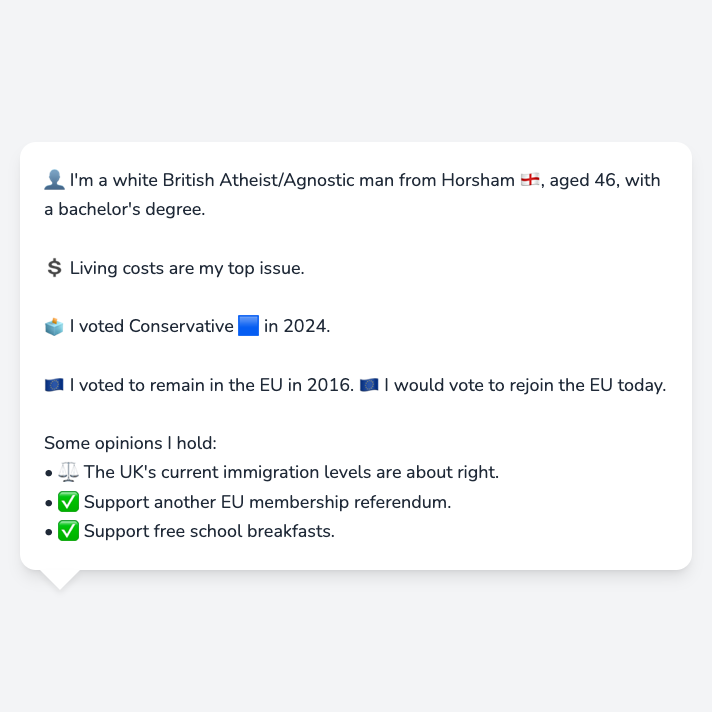 👤 I'm a white British Atheist/Agnostic man from Horsham 🏴󠁧󠁢󠁥󠁮󠁧󠁿, aged 46, with
a bachelor's degree.
💲 Living costs are my top issue.
🗳️ I voted Conservative 🟦 in 2024.
🇪🇺 I voted to remain in the EU in 2016. 🇪🇺 I would vote to rejoin the EU today.
Some opinions I hold:
• ⚖️ The UK's current immigration levels are about right.
• ✅ Support another EU membership referendum.
• ✅ Support free school breakfasts.